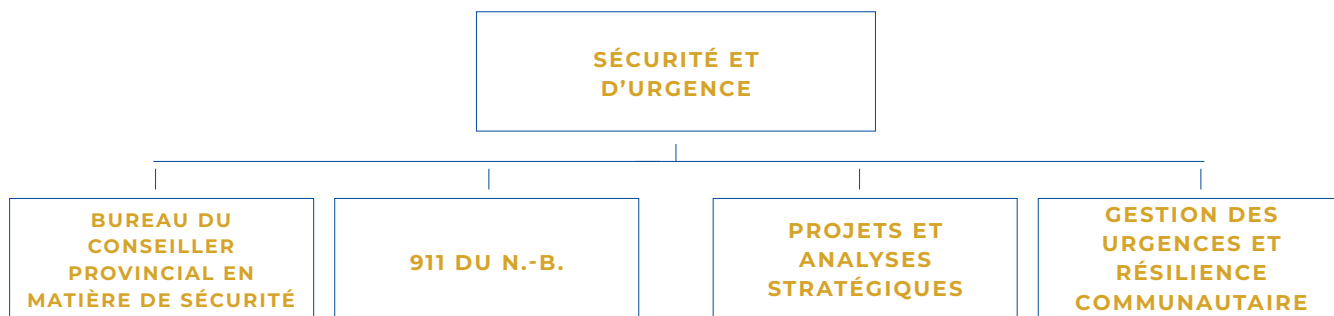 SÉCURITÉ ET
D’URGENCE
BUREAU DU
CONSEILLER
PROVINCIAL EN
MATIÈRE DE SÉCURITÉ
911 DU N.-B.
PROJETS ET
ANALYSES
STRATÉGIQUES
GESTION DES
URGENCES ET
RÉSILIENCE
COMMUNAUTAIRE